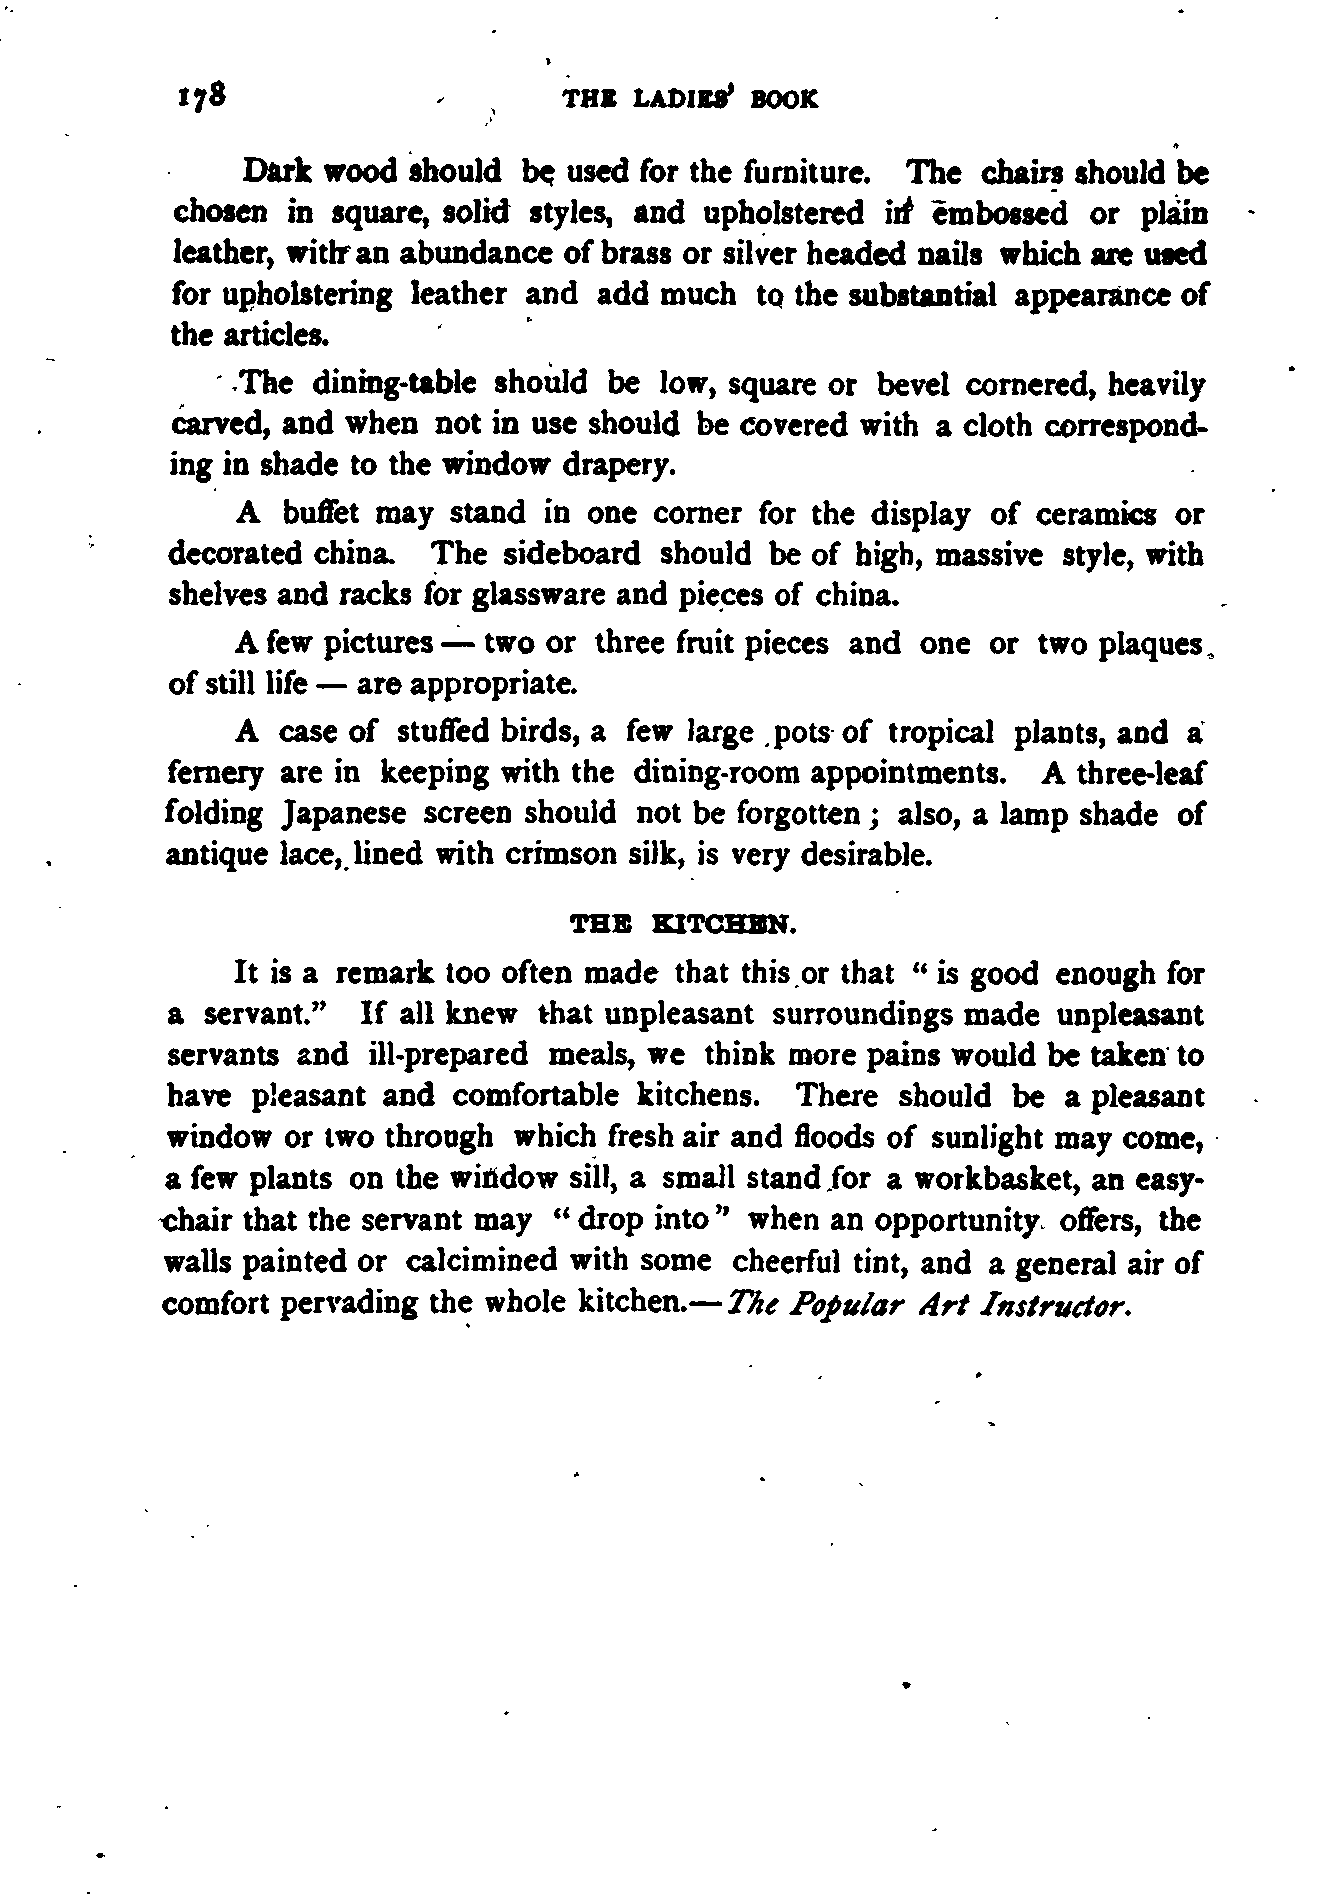 178 THE LADIES' BOOK
Dark wood should be used for the furniture. The chairs should be
chosen in square, solid styles, and upholstered in embossed or plain
leather, with an abundance of brass or silver headed nails which are used
for upholstering leather and add much to the substantial appearance of
the articles.
The dining-table should be low, square or bevel cornered, heavily
carved, and when not in use should be covered with a cloth correspond-
ing in shade to the window drapery.
A buffet may stand in one corner for the display of ceramics or
decorated china. The sideboard should be of high, massive style, with
shelves and racks for glassware and pieces of china.
A few pictures — two or three fruit pieces and one or two plaques
of still life — are appropriate.
A case of stuffed birds, a few large pots of tropical plants, and a
fernery are in keeping with the dining-room appointments. A three-leaf
folding Japanese screen should not be forgotten ; also, a lamp shade of
antique lace, lined with crimson silk, is very desirable.
THE KITCHEN.
It is a remark too often made that this or that " is good enough for
a servant." If all knew that unpleasant surroundings made unpleasant
servants and ill-prepared meals, we think more pains would be taken to
have pleasant and comfortable kitchens. There should be a pleasant
window or two through which fresh air and floods of sunlight may come,
a few plants on the window sill, a small stand for a workbasket, an easy-
chair that the servant may " drop into " when an opportunity offers, the
walls painted or calcimined with some cheerful tint, and a general air of
comfort pervading the whole kitchen.— The Popular Art Instructor.